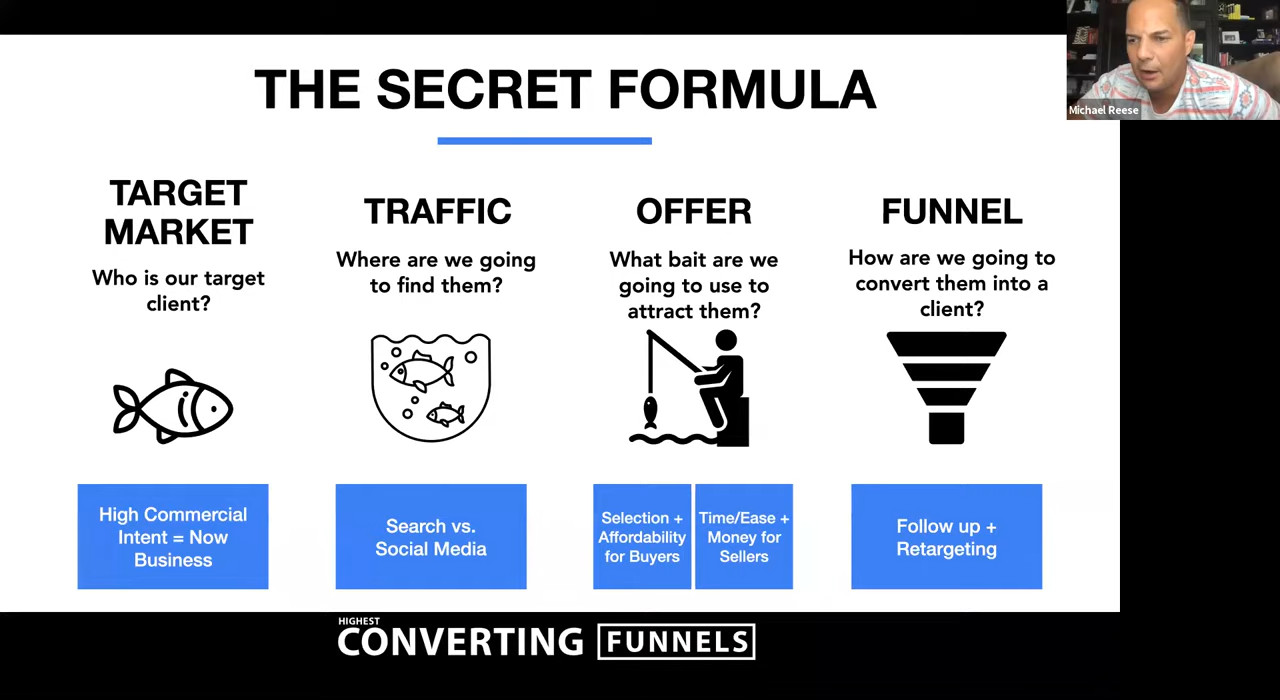 THE SECRET FORMULA
Michael Reese
TARGET
MARKET
Who is our target
client?
High Commercial
Intent = Now
Business
TRAFFIC
Where are we going
to find them?
Search vs.
Social Media
OFFER
What bait are we
going to use to
attract them?
Selection +
Affordability
for Buyers
Time/Ease +
Money for
Sellers
FUNNEL
How are we going to
convert them into a
client?
Follow up +
Retargeting
HIGHEST
CONVERTING FUNNELS